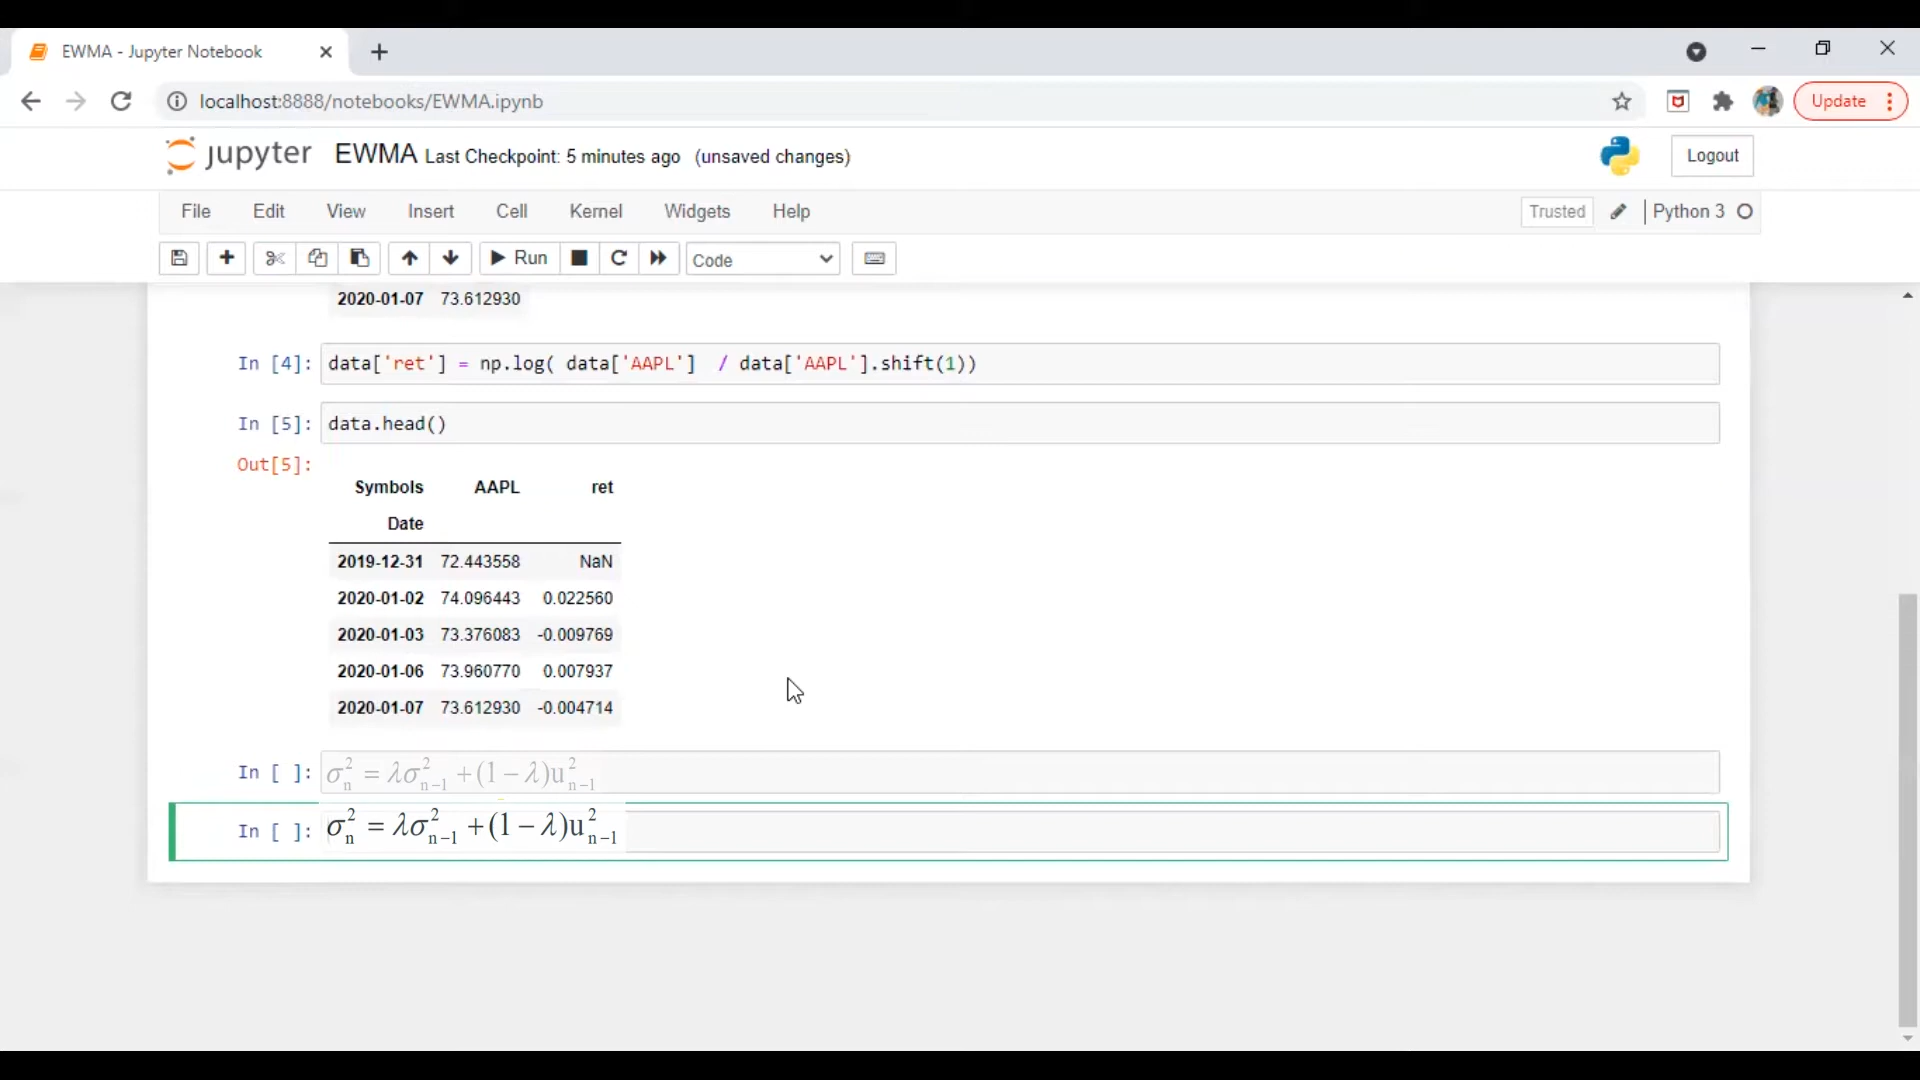 EWMA - Jupyter Notebook
localhost:8888/notebooks/EWMA.ipynb
Update
jupyter EWMA Last Checkpoint: 5 minutes ago (unsaved changes)
Logout
File Edit View Insert Cell Kernel Widgets Help
Trusted Python 3
Run Code
2020-01-07 73.612930
In [4]: data['ret'] = np.log( data['AAPL'] / data['AAPL'].shift(1))
In [5]: data.head()
Out[5]:
Symbols AAPL ret
Date
2019-12-31 72.443558 NaN
2020-01-02 74.096443 0.022560
2020-01-03 73.376083 -0.009769
2020-01-06 73.960770 0.007937
2020-01-07 73.612930 -0.004714
In [ ]: σ²ₙ = λσ²ₙ₋₁ + (1 − λ)u²ₙ₋₁
In [ ]: σ²ₙ = λσ²ₙ₋₁ + (1 − λ)u²ₙ₋₁